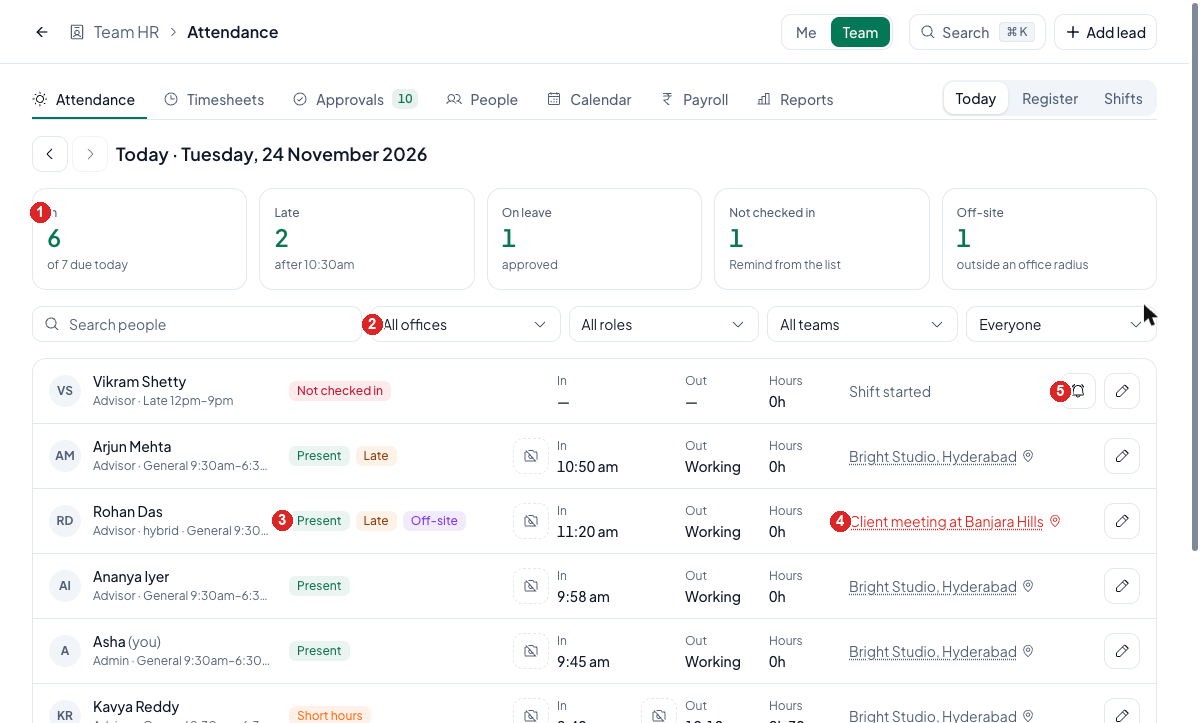 Team HR > Attendance
Me Team Search ⌘ K + Add lead
Attendance Timesheets Approvals 10 People Calendar ₹ Payroll Reports Today Register Shifts
Today · Tuesday, 24 November 2026
1 Late On leave Not checked in Off-site
6 2 1 1 1
of 7 due today after 10:30am approved Remind from the list outside an office radius
Search people 2 All offices All roles All teams Everyone
VS Vikram Shetty Not checked in In Out Hours Shift started 5
Advisor · Late 12pm–9pm — — 0h
AM Arjun Mehta Present Late In Out Hours Bright Studio, Hyderabad
Advisor · General 9:30am–6:3... 10:50 am Working 0h
RD Rohan Das 3 Present Late Off-site In Out Hours 4 Client meeting at Banjara Hills
Advisor · hybrid · General 9:30... 11:20 am Working 0h
AI Ananya Iyer Present In Out Hours Bright Studio, Hyderabad
Advisor · General 9:30am–6:3... 9:58 am Working 0h
A Asha (you) Present In Out Hours Bright Studio, Hyderabad
Admin · General 9:30am–6:30... 9:45 am Working 0h
KR Kavya Reddy Short hours In Out Hours Bright Studio, Hyderabad